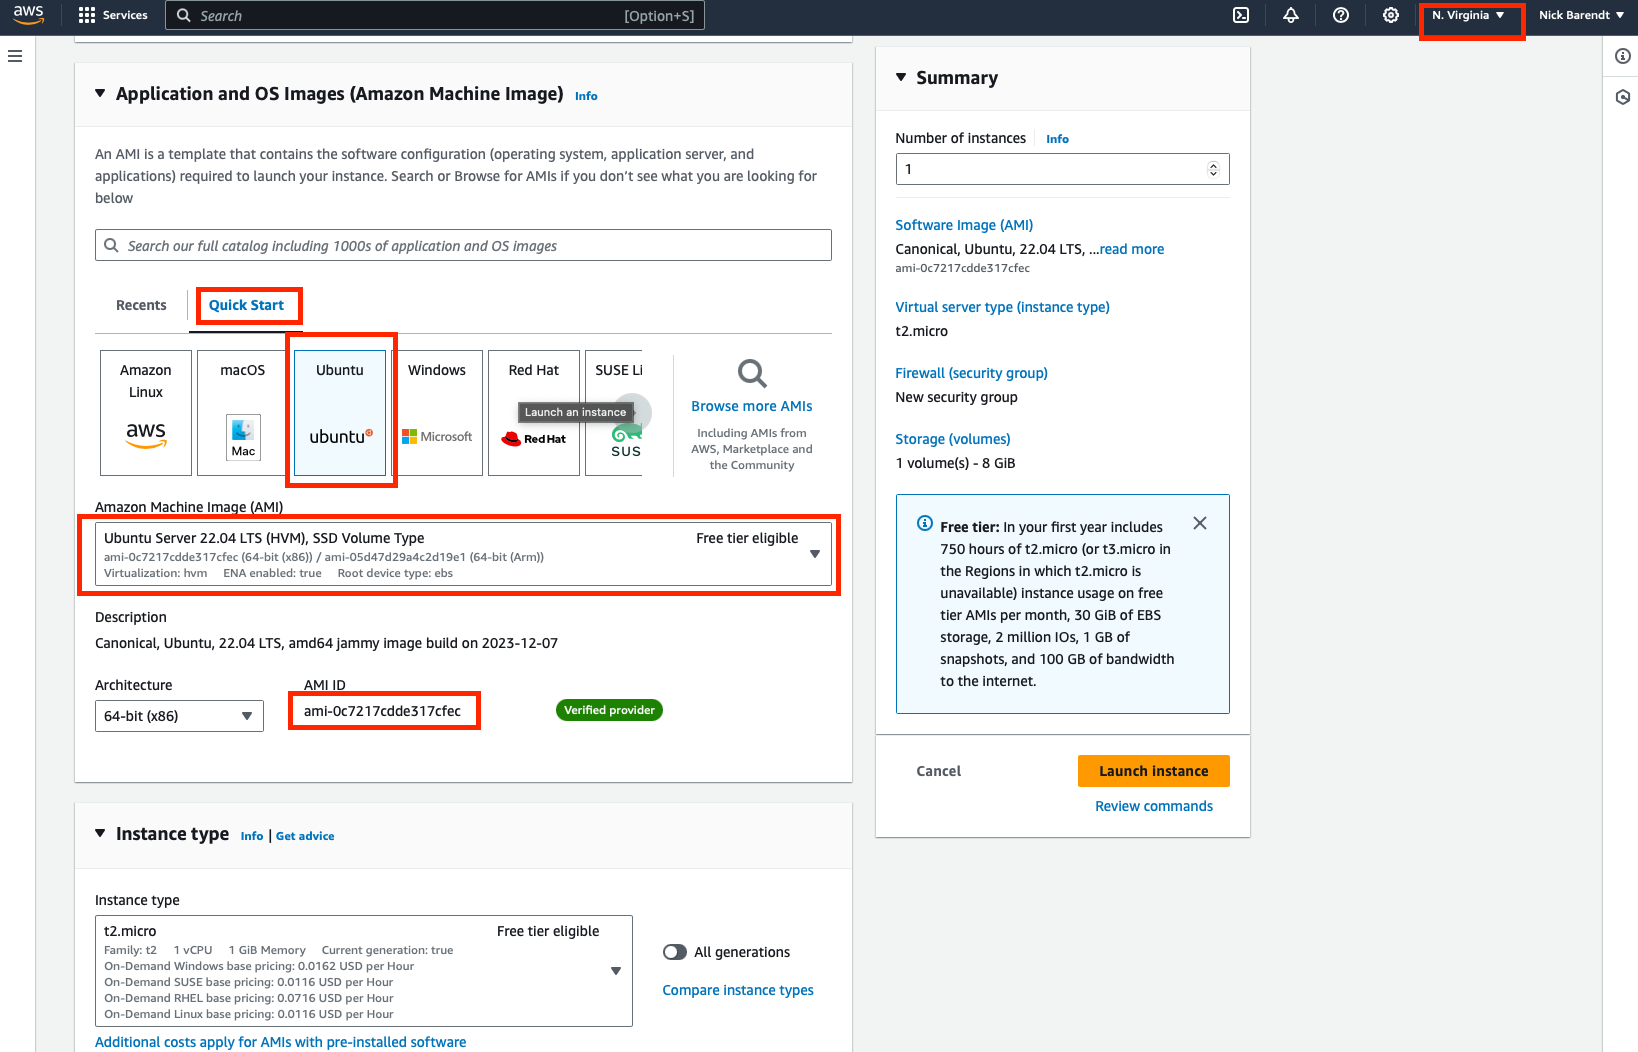 aws
Services
Search
[Option+S]
N. Virginia
Nick Barendt
Application and OS Images (Amazon Machine Image) Info
An AMI is a template that contains the software configuration (operating system, application server, and
applications) required to launch your instance. Search or Browse for AMIs if you don't see what you are looking for
below
Search our full catalog including 1000s of application and OS images
Recents
Quick Start
Amazon
Linux
aws
macOS
Mac
Ubuntu
ubuntu
Windows
Microsoft
Red Hat
RedHat
SUSE Li
SUS
Launch an instance
Browse more AMIs
Including AMIs from
AWS, Marketplace and
the Community
Amazon Machine Image (AMI)
Ubuntu Server 22.04 LTS (HVM), SSD Volume Type
Free tier eligible
ami-0c7217cdde317cfec (64-bit (x86)) / ami-05d47d29a4c2d19e1 (64-bit (Arm))
Virtualization: hvm ENA enabled: true Root device type: ebs
Description
Canonical, Ubuntu, 22.04 LTS, amd64 jammy image build on 2023-12-07
Architecture
64-bit (x86)
AMI ID
ami-0c7217cdde317cfec
Verified provider
Instance type Info | Get advice
Instance type
t2.micro
Free tier eligible
Family: t2 1 vCPU 1 GiB Memory Current generation: true
On-Demand Windows base pricing: 0.0162 USD per Hour
On-Demand SUSE base pricing: 0.0116 USD per Hour
On-Demand RHEL base pricing: 0.0716 USD per Hour
On-Demand Linux base pricing: 0.0116 USD per Hour
All generations
Compare instance types
Additional costs apply for AMIs with pre-installed software
Summary
Number of instances Info
1
Software Image (AMI)
Canonical, Ubuntu, 22.04 LTS, ...read more
ami-0c7217cdde317cfec
Virtual server type (instance type)
t2.micro
Firewall (security group)
New security group
Storage (volumes)
1 volume(s) - 8 GiB
Free tier: In your first year includes
750 hours of t2.micro (or t3.micro in
the Regions in which t2.micro is
unavailable) instance usage on free
tier AMIs per month, 30 GiB of EBS
storage, 2 million IOs, 1 GB of
snapshots, and 100 GB of bandwidth
to the internet.
Cancel
Launch instance
Review commands